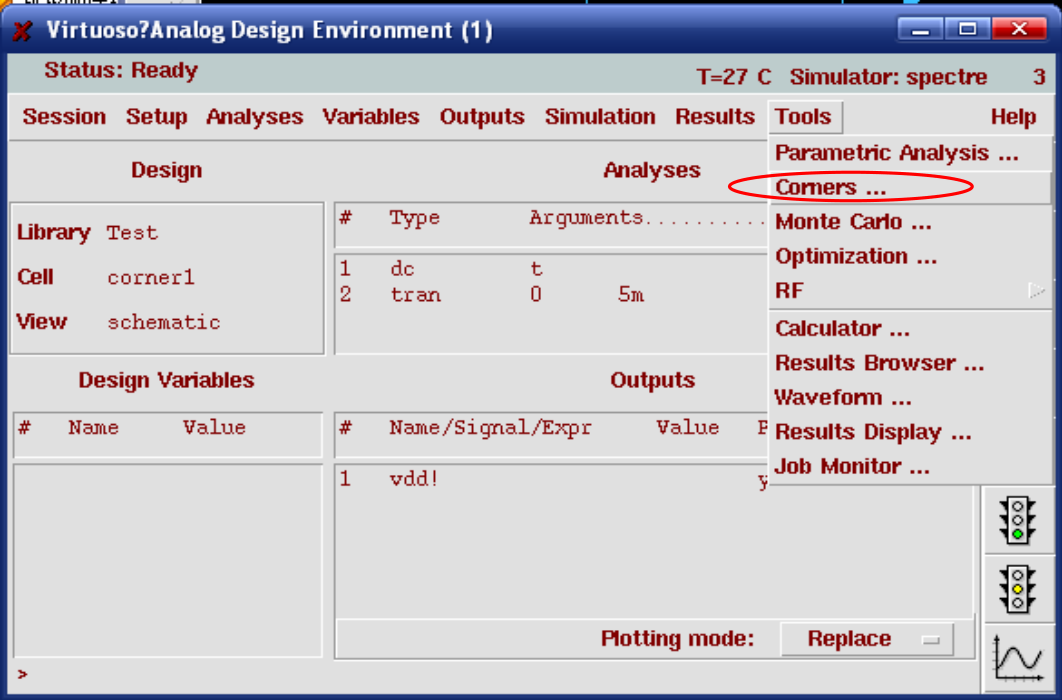 Virtuoso?Analog Design Environment (1)
Status: Ready T=27 C Simulator: spectre 3
Session Setup Analyses Variables Outputs Simulation Results Tools Help
Parametric Analysis ...
Corners ...
Monte Carlo ...
Optimization ...
RF
Calculator ...
Results Browser ...
Waveform ...
Results Display ...
Job Monitor ...
Design
Library Test
Cell corner1
View schematic
Analyses
# Type Arguments..........
1 dc t
2 tran 0 5m
Design Variables
# Name Value
Outputs
# Name/Signal/Expr Value
1 vdd! y
Plotting mode: Replace
>